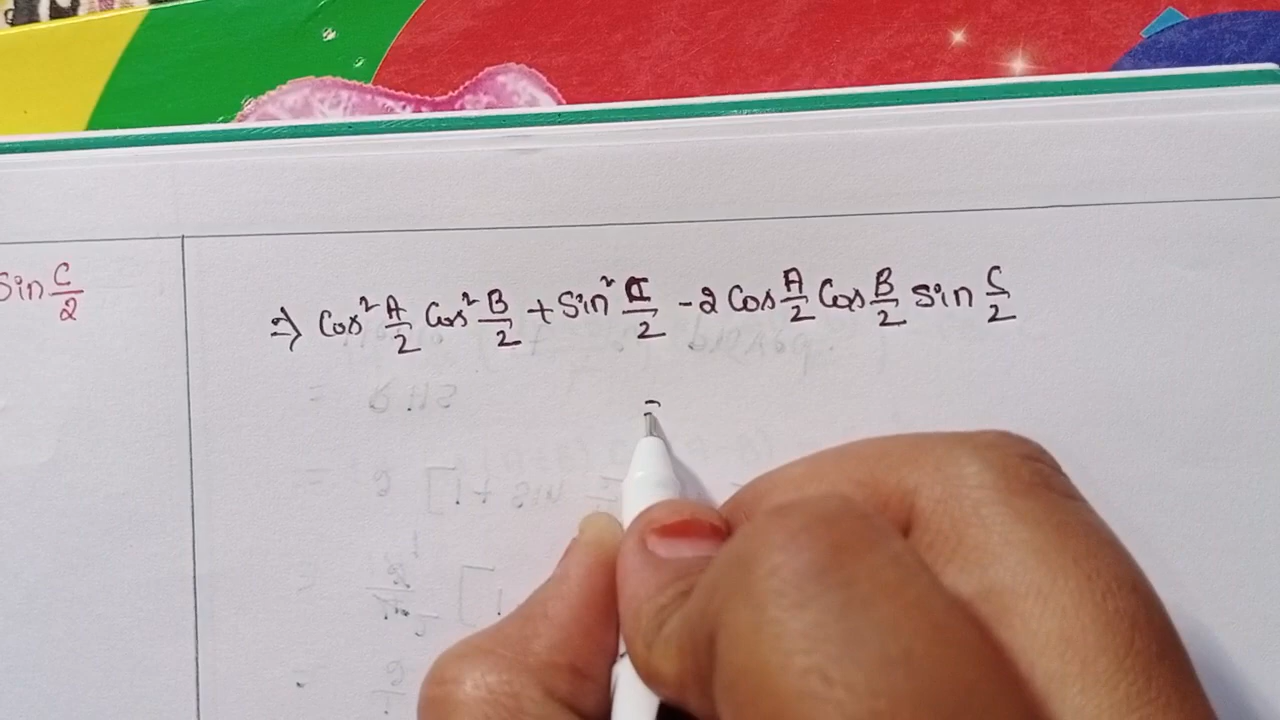 Sin C/2
⇒ Cos² A/2 Cos² B/2 + Sin² C/2 - 2 Cos A/2 Cos B/2 Sin C/2
=